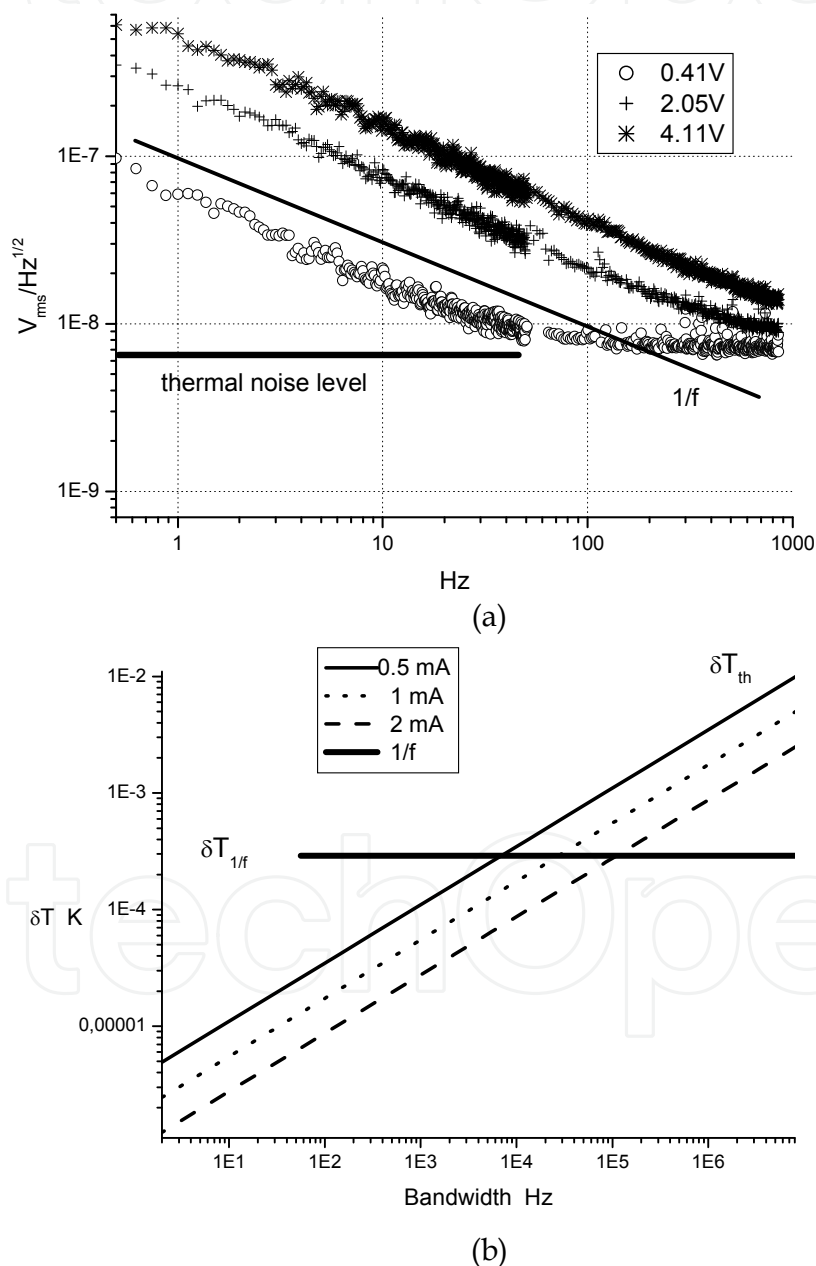 0.41V
2.05V
4.11V
1E-7
1E-8
1E-9
V_rms/Hz^1/2
thermal noise level
1/f
1
10
100
1000
Hz
(a)
0.5 mA
1 mA
2 mA
1/f
δT_th
1E-2
1E-3
δT_1/f
1E-4
δT K
0,00001
1E1
1E2
1E3
1E4
1E5
1E6
Bandwidth Hz
(b)
techOpe